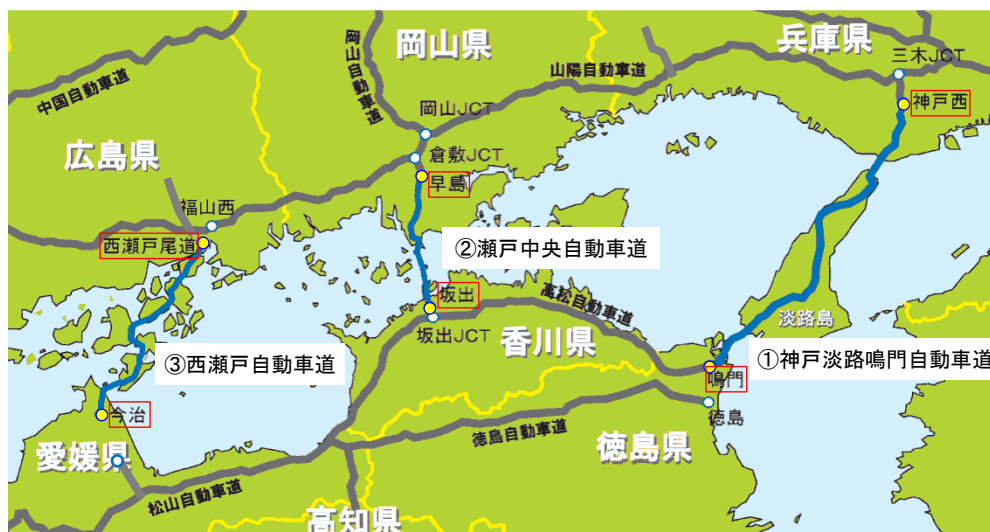 岡山県
兵庫県
岡山自動車道
山陽自動車道
三木JCT
中国自動車道
神戸西
岡山JCT
広島県
倉敷JCT
早島
福山西
西瀬戸尾道
②瀬戸中央自動車道
坂出
高松自動車道
淡路島
坂出JCT
香川県
③西瀬戸自動車道
①神戸淡路鳴門自動車道
鳴門
今治
徳島
徳島自動車道
徳島県
愛媛県
松山自動車道
高知県